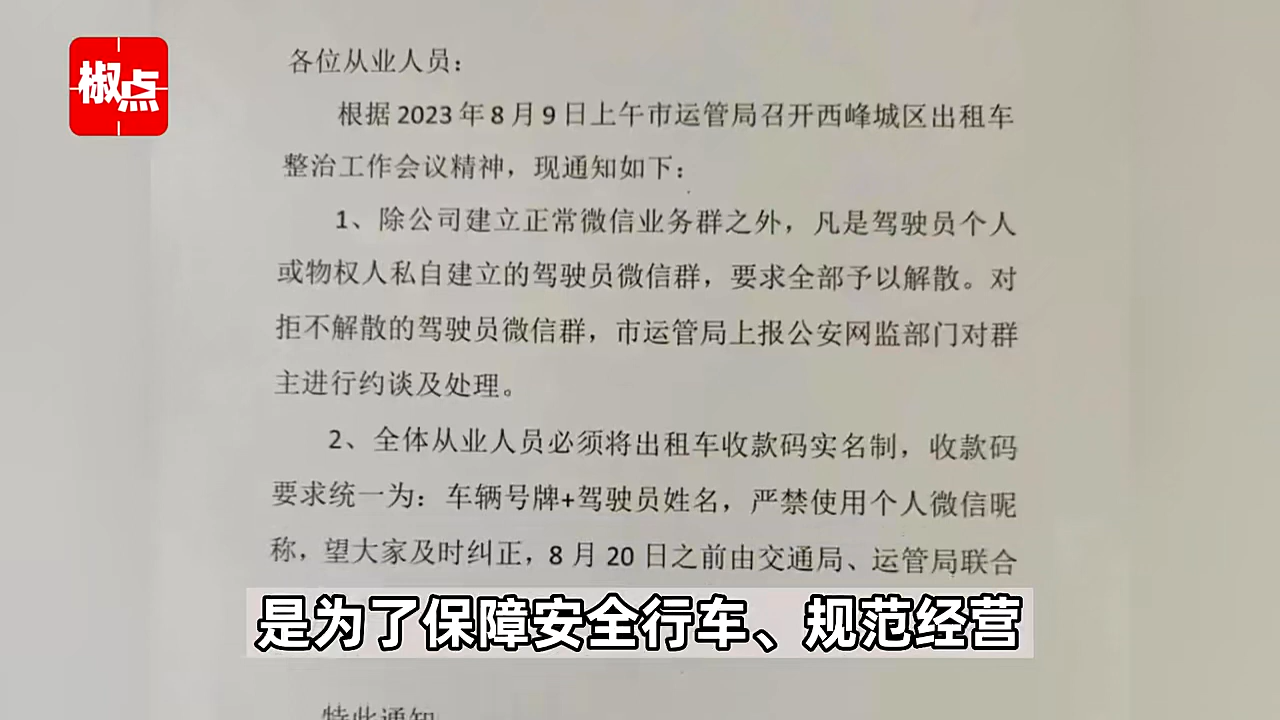 椒点
各位从业人员：
根据2023年8月9日上午市运管局召开西峰城区出租车
整治工作会议精神，现通知如下：
1、除公司建立正常微信业务群之外，凡是驾驶员个人
或物权人私自建立的驾驶员微信群，要求全部予以解散。对
拒不解散的驾驶员微信群，市运管局上报公安网监部门对群
主进行约谈及处理。
2、全体从业人员必须将出租车收款码实名制，收款码
要求统一为：车辆号牌+驾驶员姓名，严禁使用个人微信昵
称，望大家及时纠正，8月20日之前由交通局、运管局联合
是为了保障安全行车、规范经营
特此通知